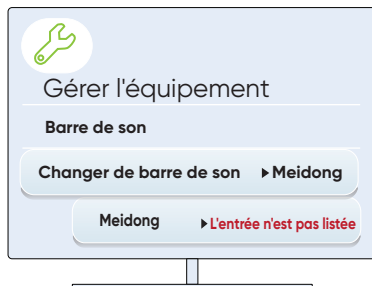 Gérer l'équipement
Barre de son
Changer de barre de son ▸ Meidong
Meidong ▸ L'entrée n'est pas listée